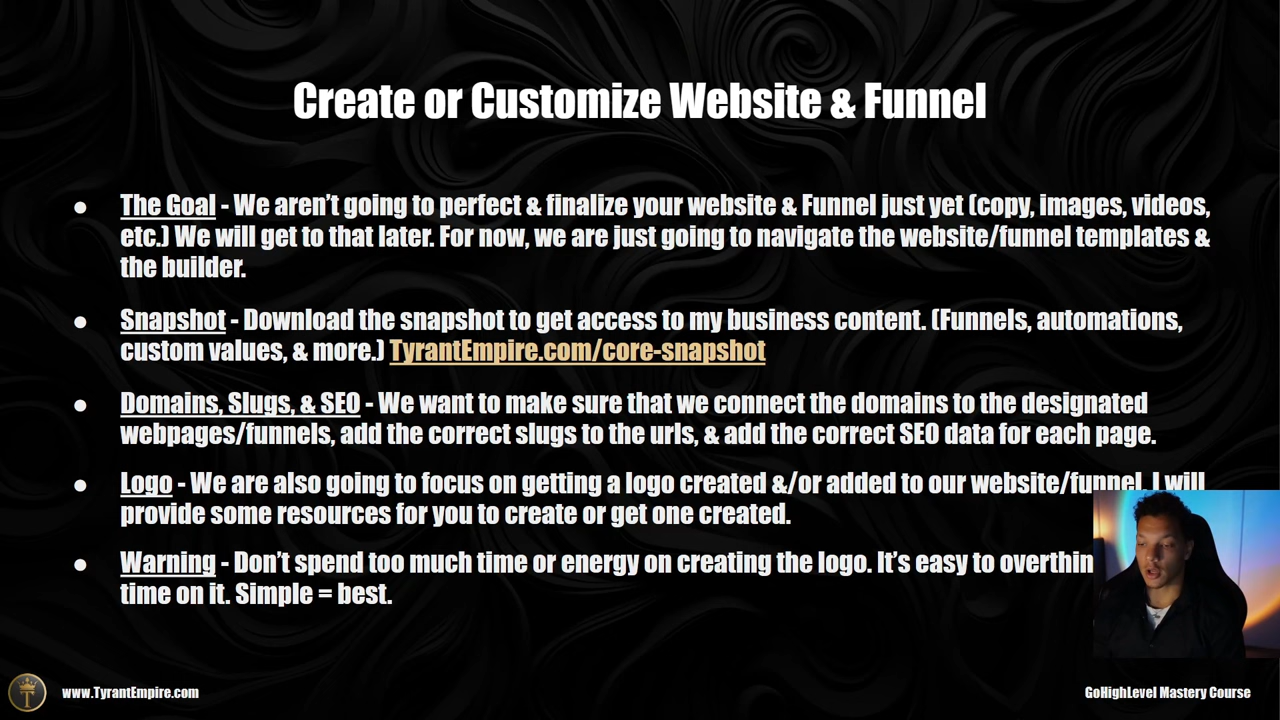 Create or Customize Website & Funnel
● The Goal - We aren’t going to perfect & finalize your website & Funnel just yet (copy, images, videos,
etc.) We will get to that later. For now, we are just going to navigate the website/funnel templates &
the builder.
● Snapshot - Download the snapshot to get access to my business content. (Funnels, automations,
custom values, & more.) TyrantEmpire.com/core-snapshot
● Domains, Slugs, & SEO - We want to make sure that we connect the domains to the designated
webpages/funnels, add the correct slugs to the urls, & add the correct SEO data for each page.
● Logo - We are also going to focus on getting a logo created &/or added to our website/funnel. I will
provide some resources for you to create or get one created.
● Warning - Don’t spend too much time or energy on creating the logo. It’s easy to overthin
time on it. Simple = best.
T
www.TyrantEmpire.com
GoHighLevel Mastery Course